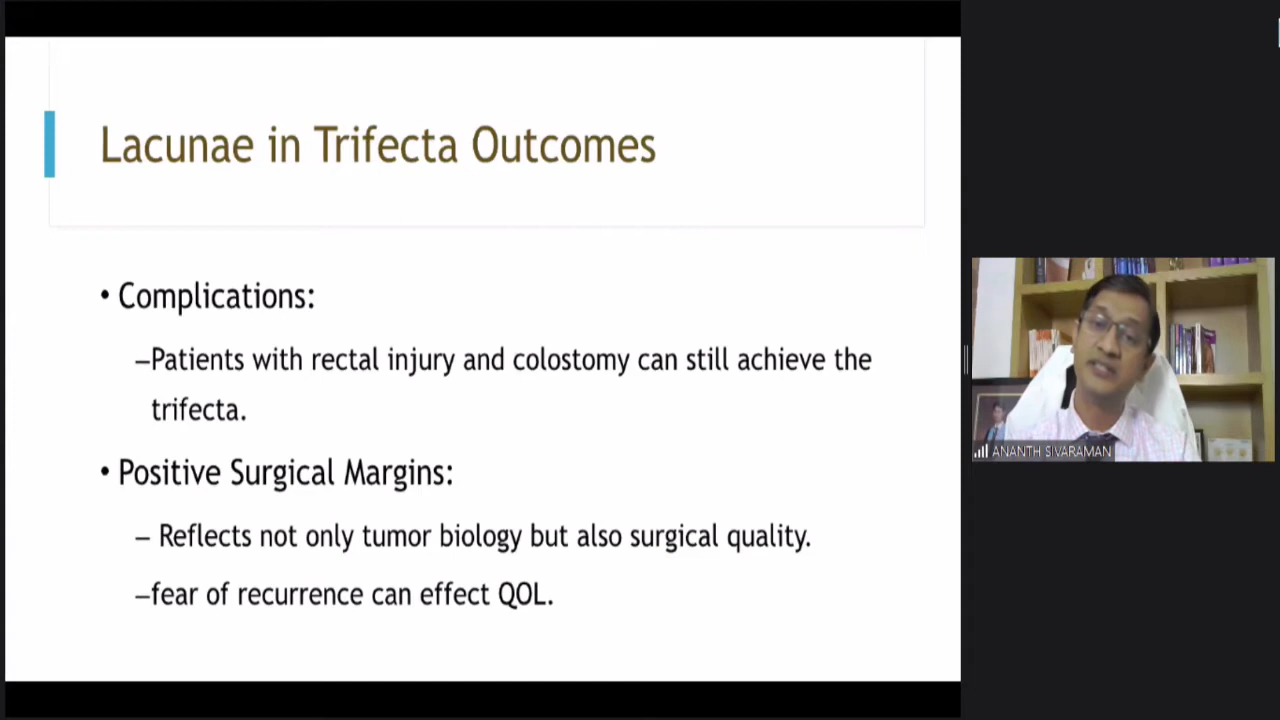 Lacunae in Trifecta Outcomes
• Complications:
–Patients with rectal injury and colostomy can still achieve the
trifecta.
• Positive Surgical Margins:
– Reflects not only tumor biology but also surgical quality.
–fear of recurrence can effect QOL.
ANANTH SIVARAMAN